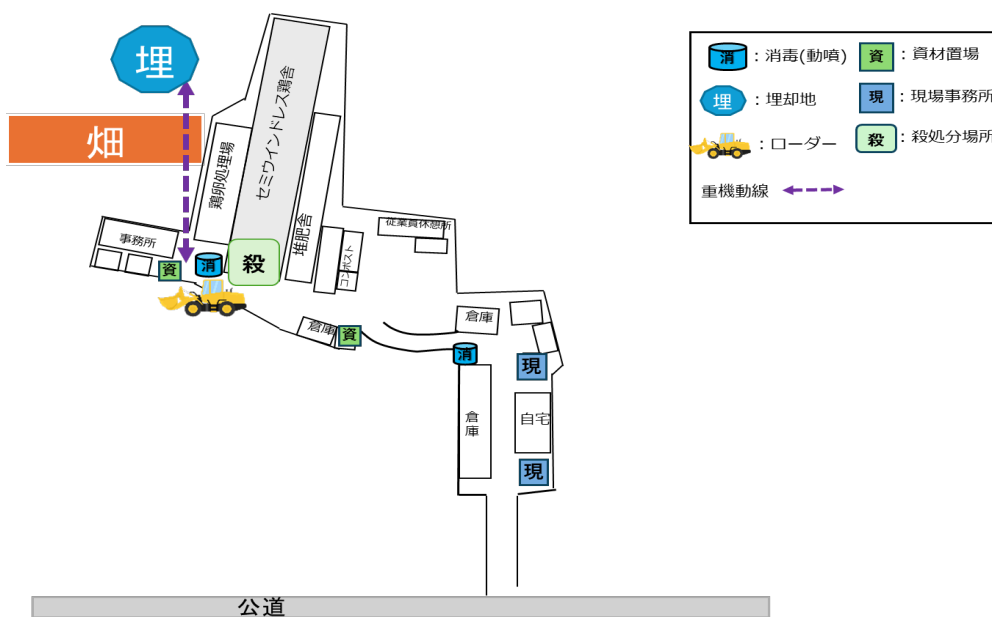 埋
畑
セミウインドレス鶏舎
鶏卵処理場
堆肥舎
コンポスト
従業員休憩所
事務所
資
消
殺
倉庫
資
倉庫
消
現
倉庫
自宅
現
公道
消 : 消毒(動噴)
資 : 資材置場
埋 : 埋却地
現 : 現場事務所
: ローダー
殺 : 殺処分場所
重機動線